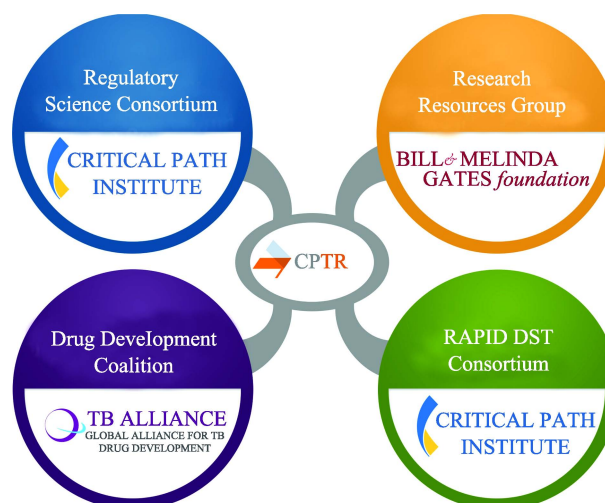 Regulatory
Science Consortium
CRITICAL PATH
INSTITUTE
Research
Resources Group
BILL & MELINDA
GATES foundation
CPTR
Drug Development
Coalition
TB ALLIANCE
GLOBAL ALLIANCE FOR TB
DRUG DEVELOPMENT
RAPID DST
Consortium
CRITICAL PATH
INSTITUTE